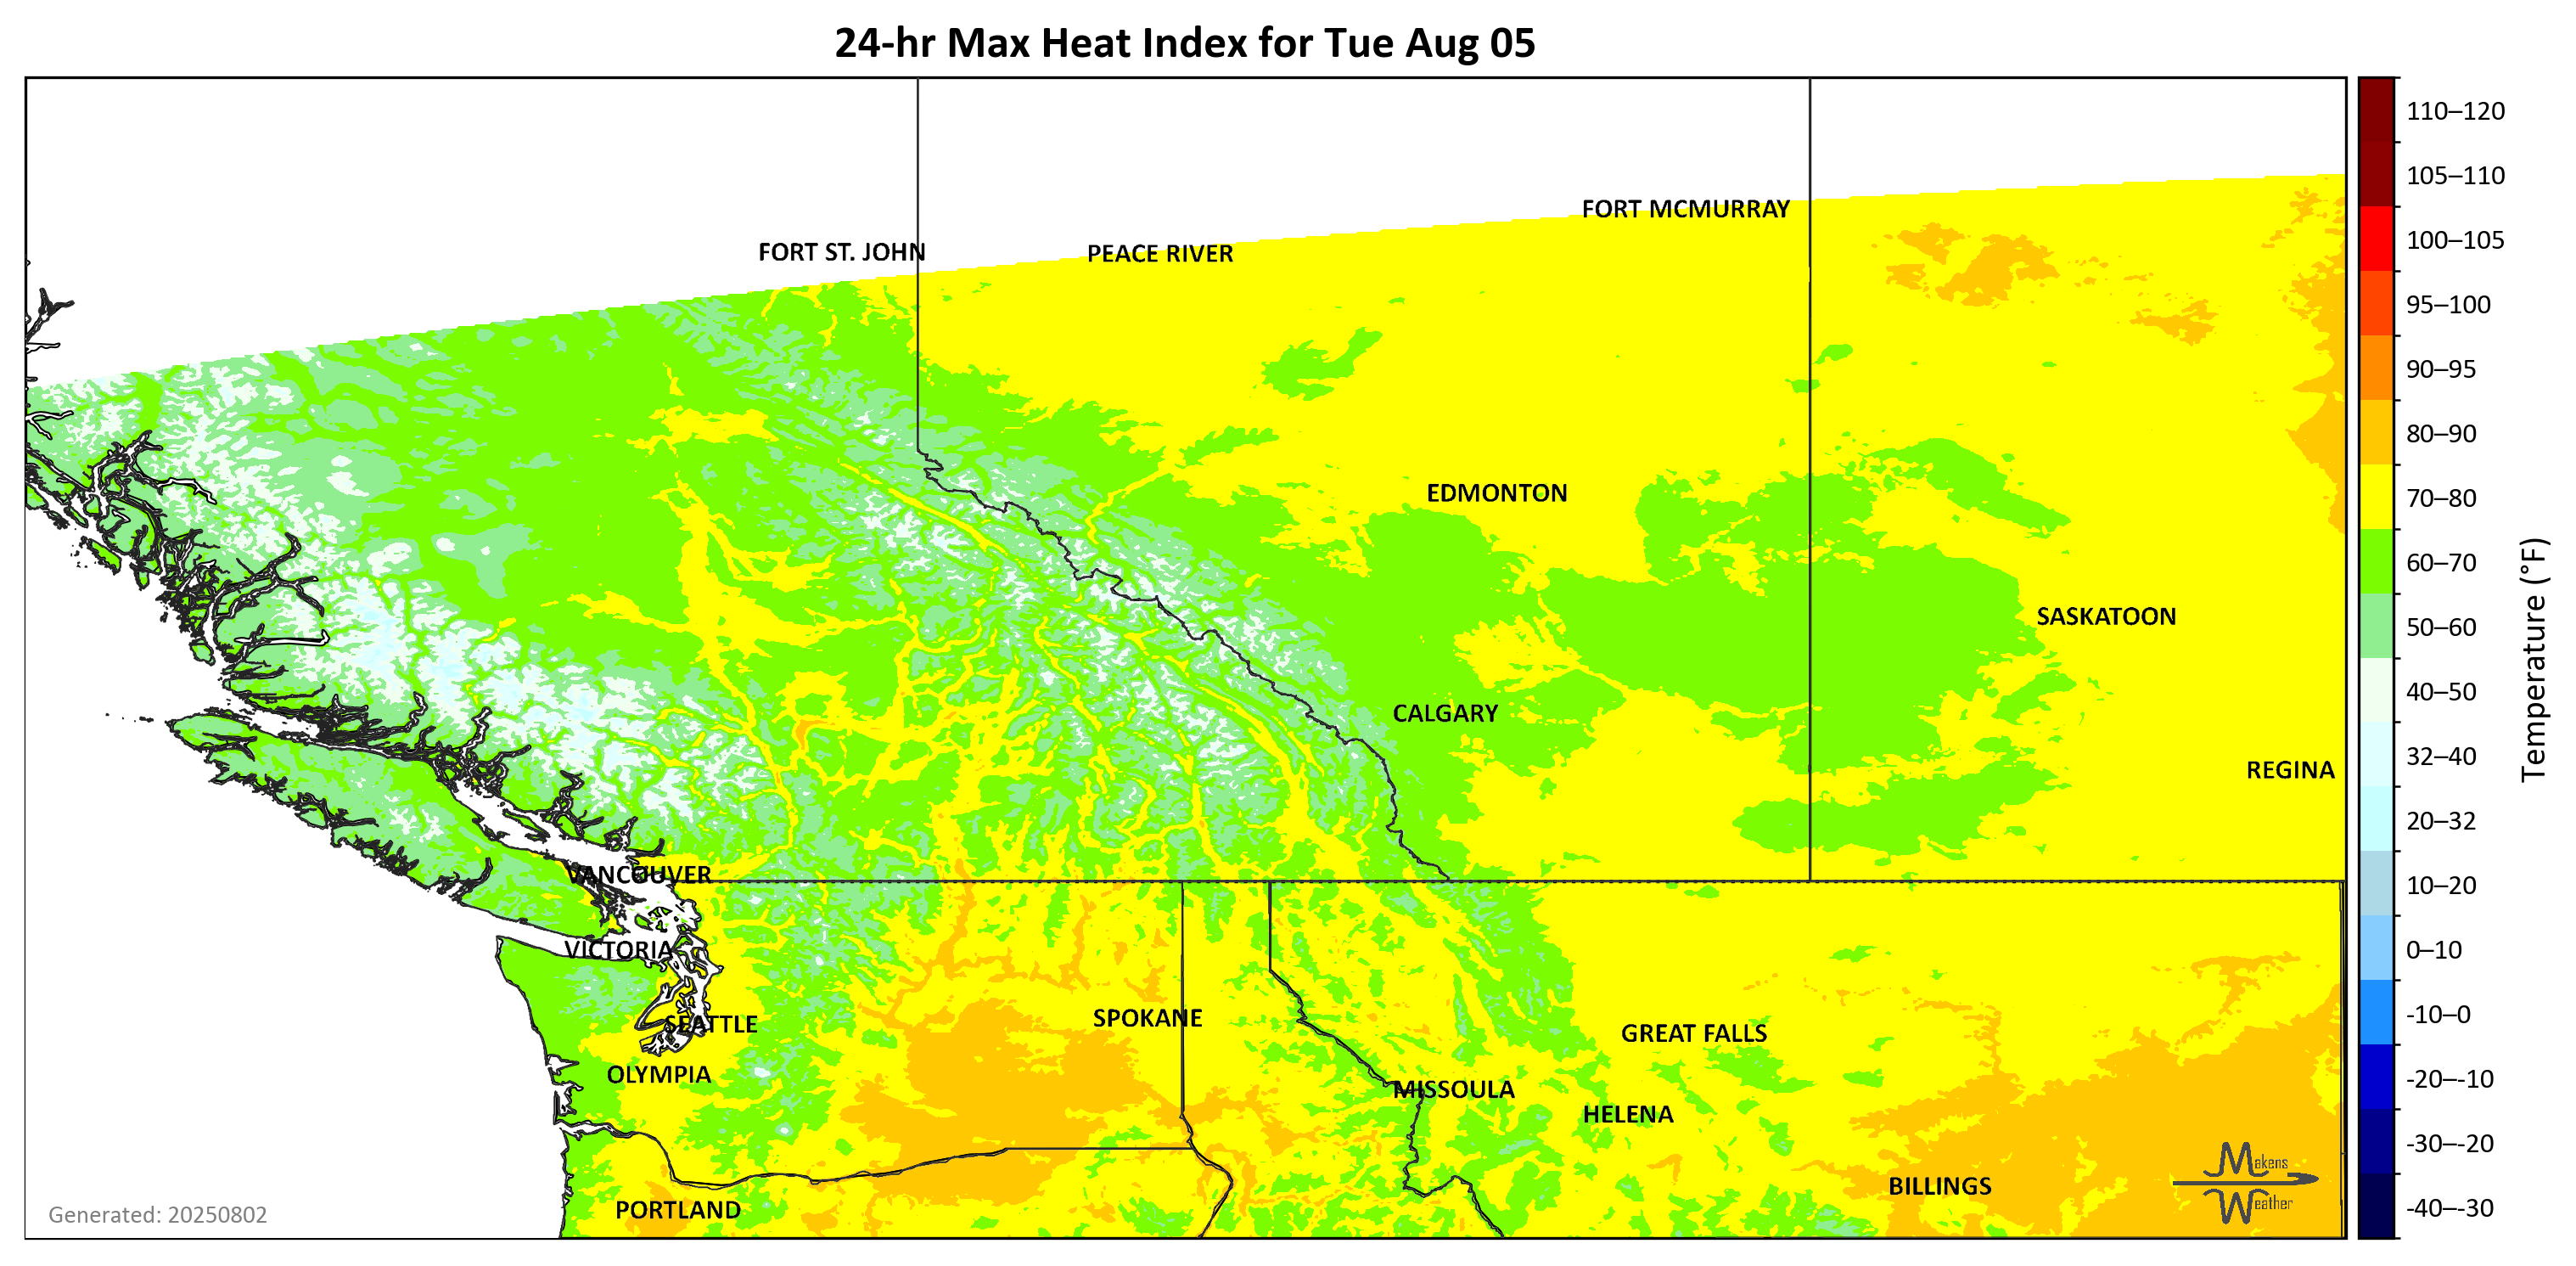 24-hr Max Heat Index for Tue Aug 05
FORT MCMURRAY
FORT ST. JOHN
PEACE RIVER
EDMONTON
SASKATOON
CALGARY
REGINA
VANCOUVER
VICTORIA
SEATTLE
SPOKANE
GREAT FALLS
OLYMPIA
MISSOULA
HELENA
BILLINGS
PORTLAND
Makens
Weather
Generated: 20250802
110–120
105–110
100–105
95–100
90–95
80–90
70–80
60–70
50–60
40–50
32–40
20–32
10–20
0–10
-10–0
-20–-10
-30–-20
-40–-30
Temperature (°F)